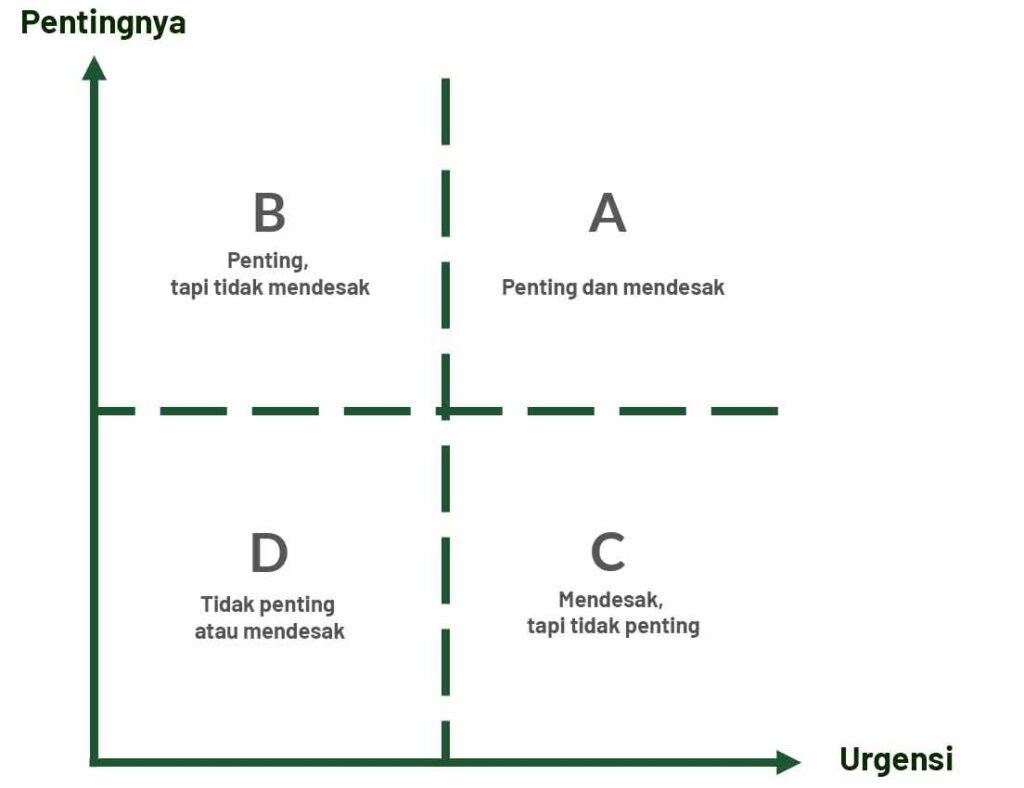 Pentingnya
B
Penting,
tapi tidak mendesak
A
Penting dan mendesak
D
Tidak penting
atau mendesak
C
Mendesak,
tapi tidak penting
Urgensi